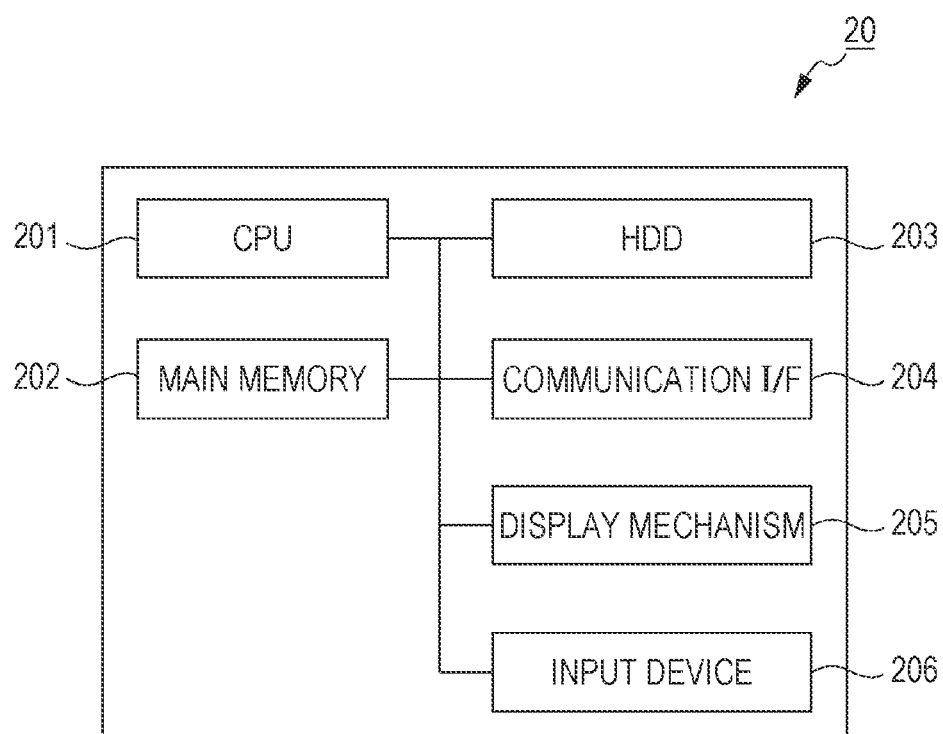 20
201
CPU
HDD
203
202
MAIN MEMORY
COMMUNICATION I/F
204
DISPLAY MECHANISM
205
INPUT DEVICE
206